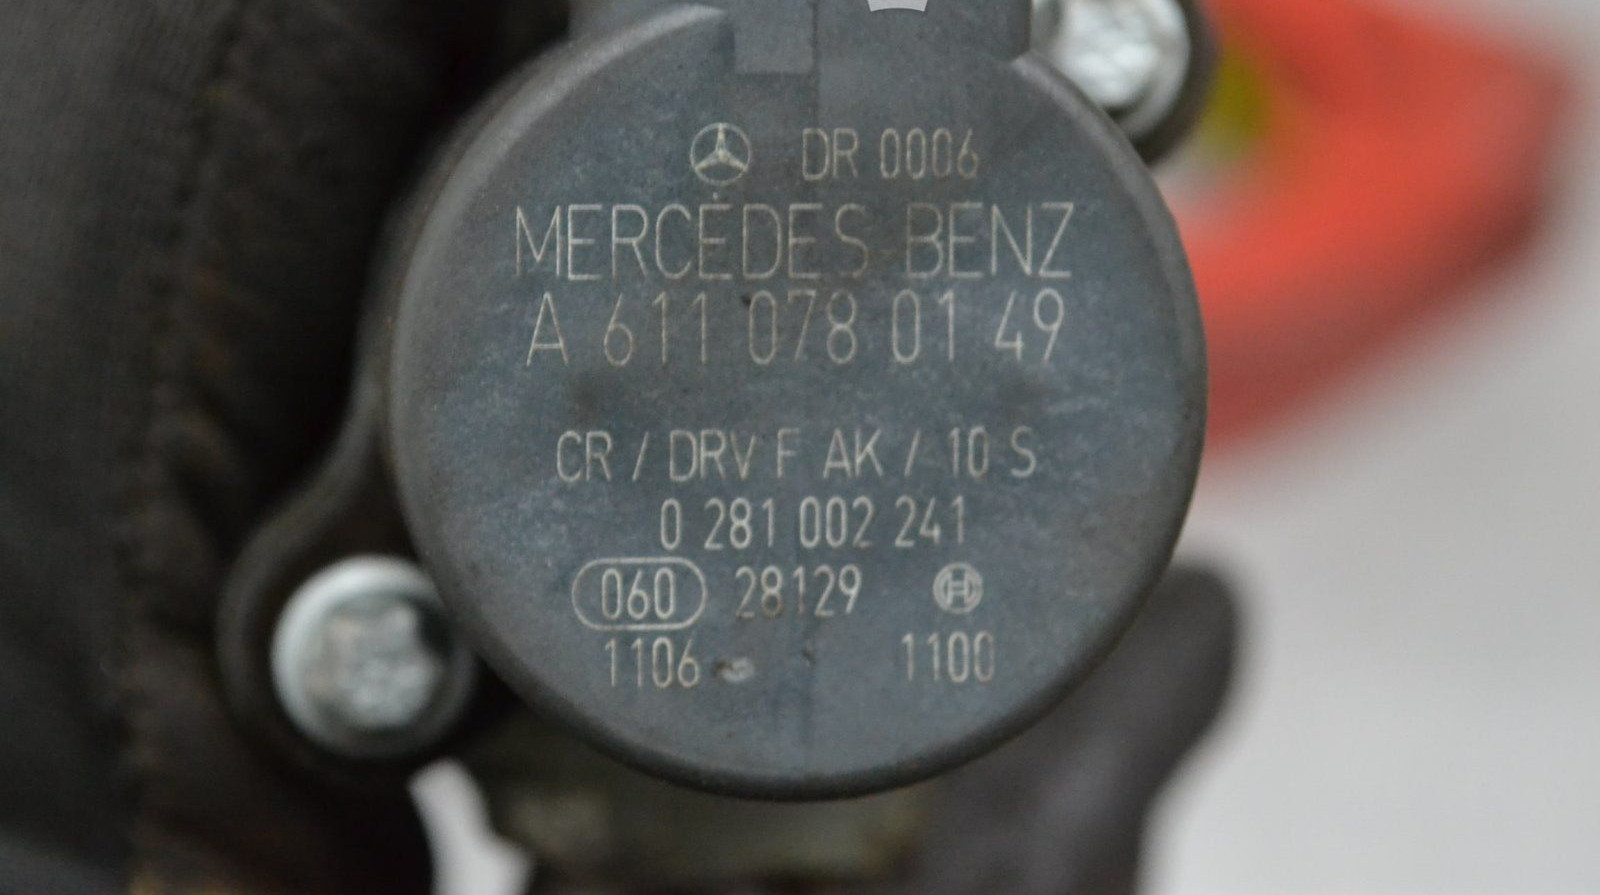 DR 0006
MERCEDES-BENZ
A 611 078 01 49
CR / DRV F AK / 10 S
0 281 002 241
060 28129
1106 1100